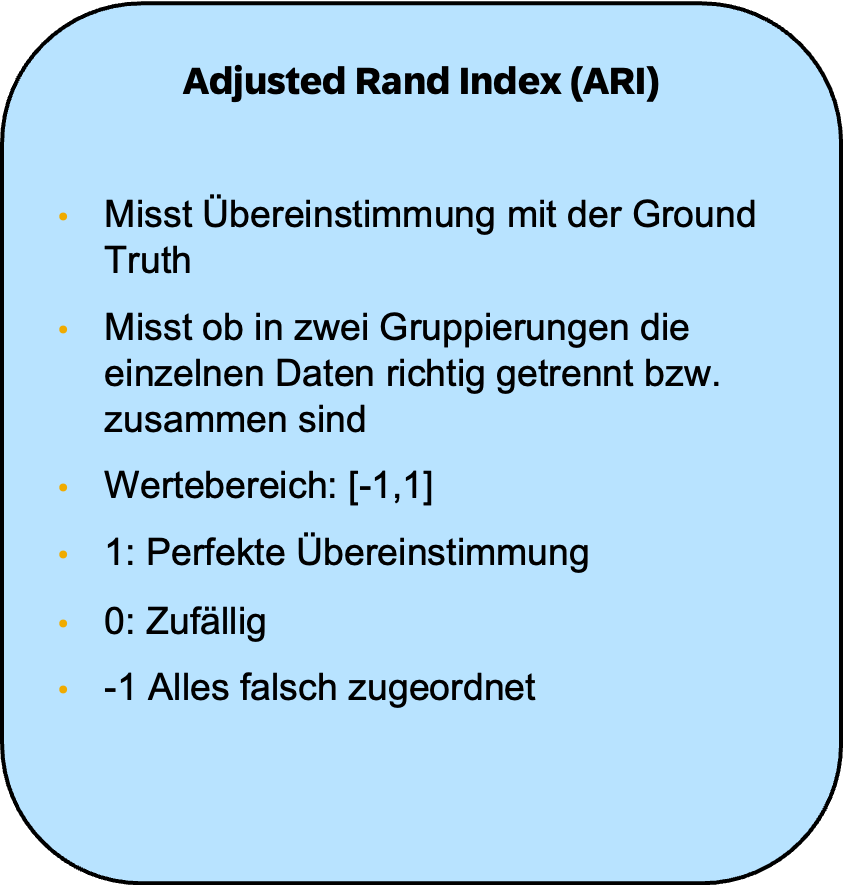 Adjusted Rand Index (ARI)
• Misst Übereinstimmung mit der Ground
Truth
• Misst ob in zwei Gruppierungen die
einzelnen Daten richtig getrennt bzw.
zusammen sind
• Wertebereich: [-1,1]
• 1: Perfekte Übereinstimmung
• 0: Zufällig
• -1 Alles falsch zugeordnet